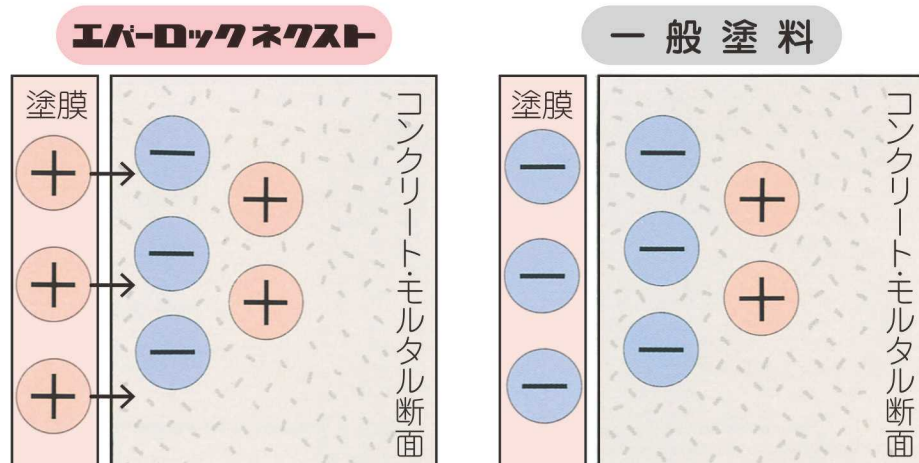 エバーロックネクスト
一般塗料
塗膜
コンクリート・モルタル断面
塗膜
コンクリート・モルタル断面